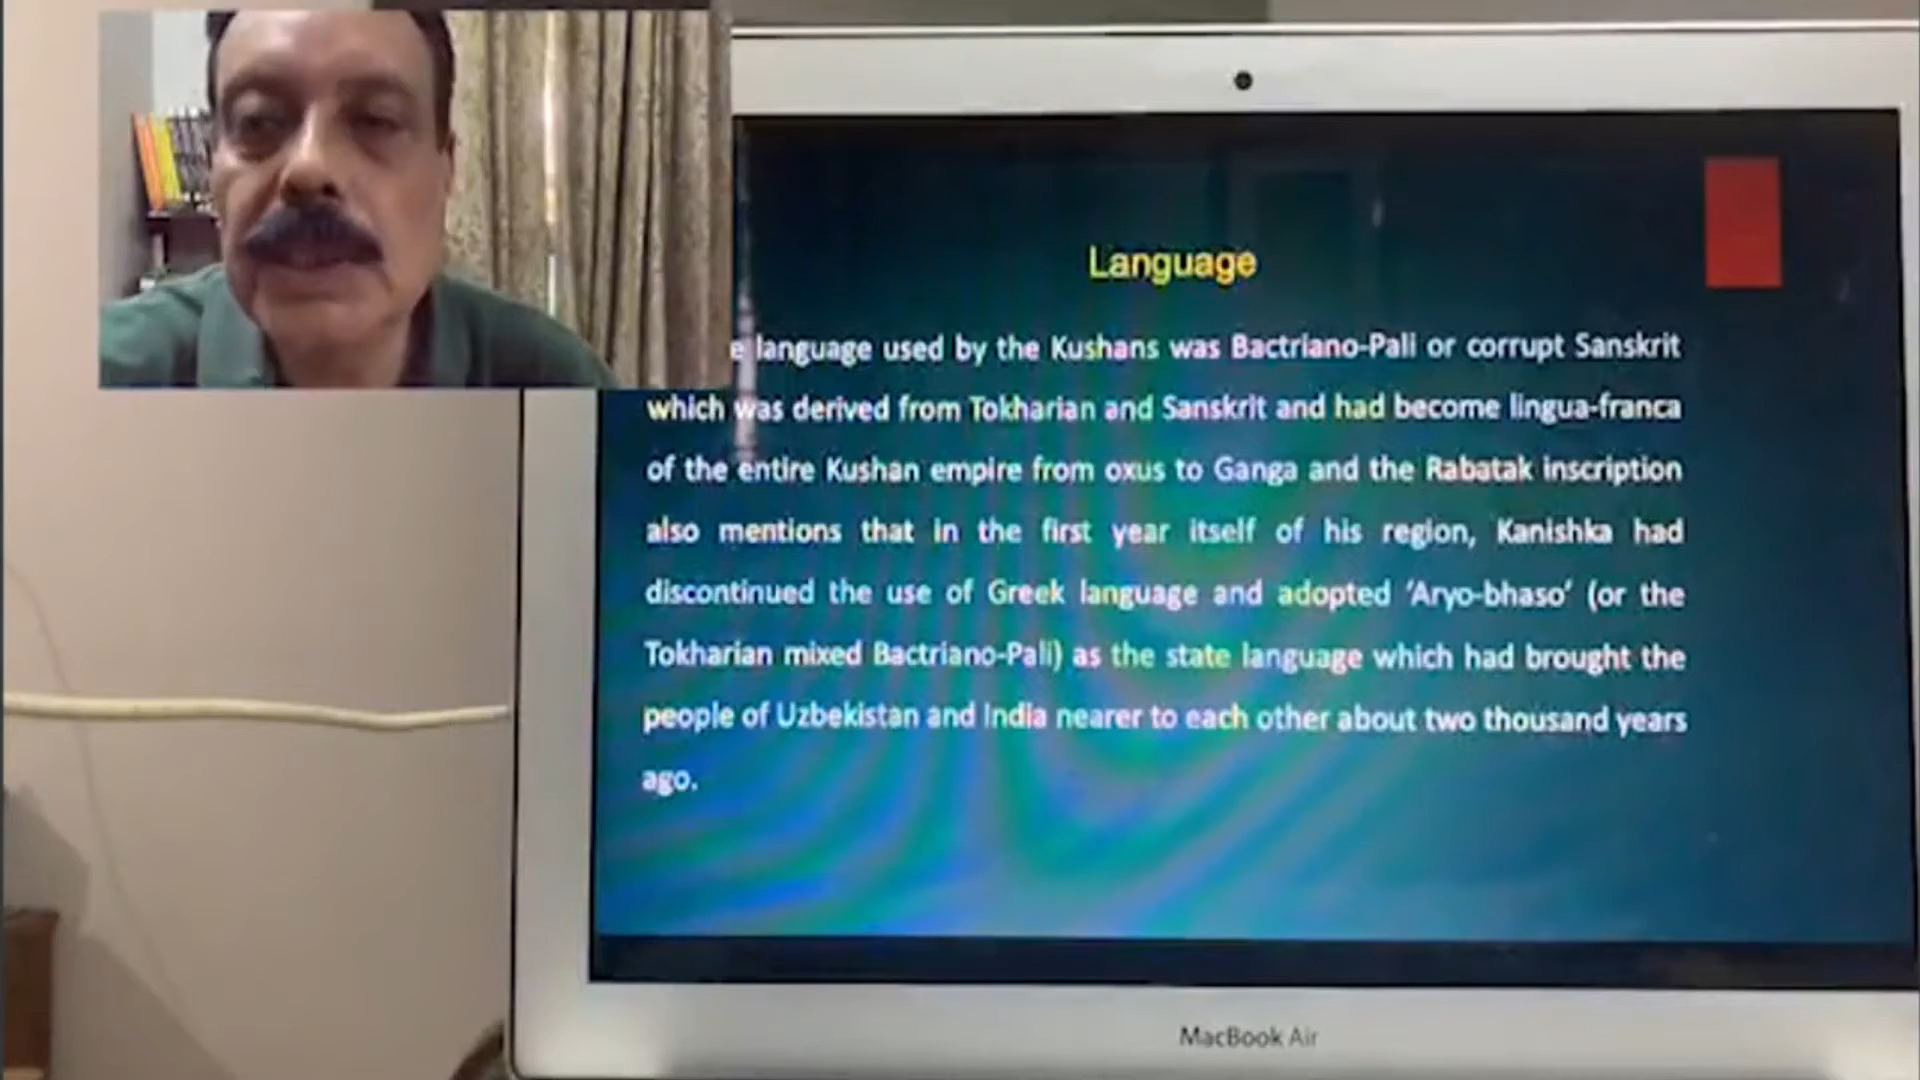 Language
language used by the Kushans was Bactriano-Pali or corrupt Sanskrit
which was derived from Tokharian and Sanskrit and had become lingua-franca
of the entire Kushan empire from oxus to Ganga and the Rabatak inscription
also mentions that in the first year itself of his region, Kanishka had
discontinued the use of Greek language and adopted ‘Aryo-bhaso’ (or the
Tokharian mixed Bactriano-Pali) as the state language which had brought the
people of Uzbekistan and India nearer to each other about two thousand years
ago.
MacBook Air